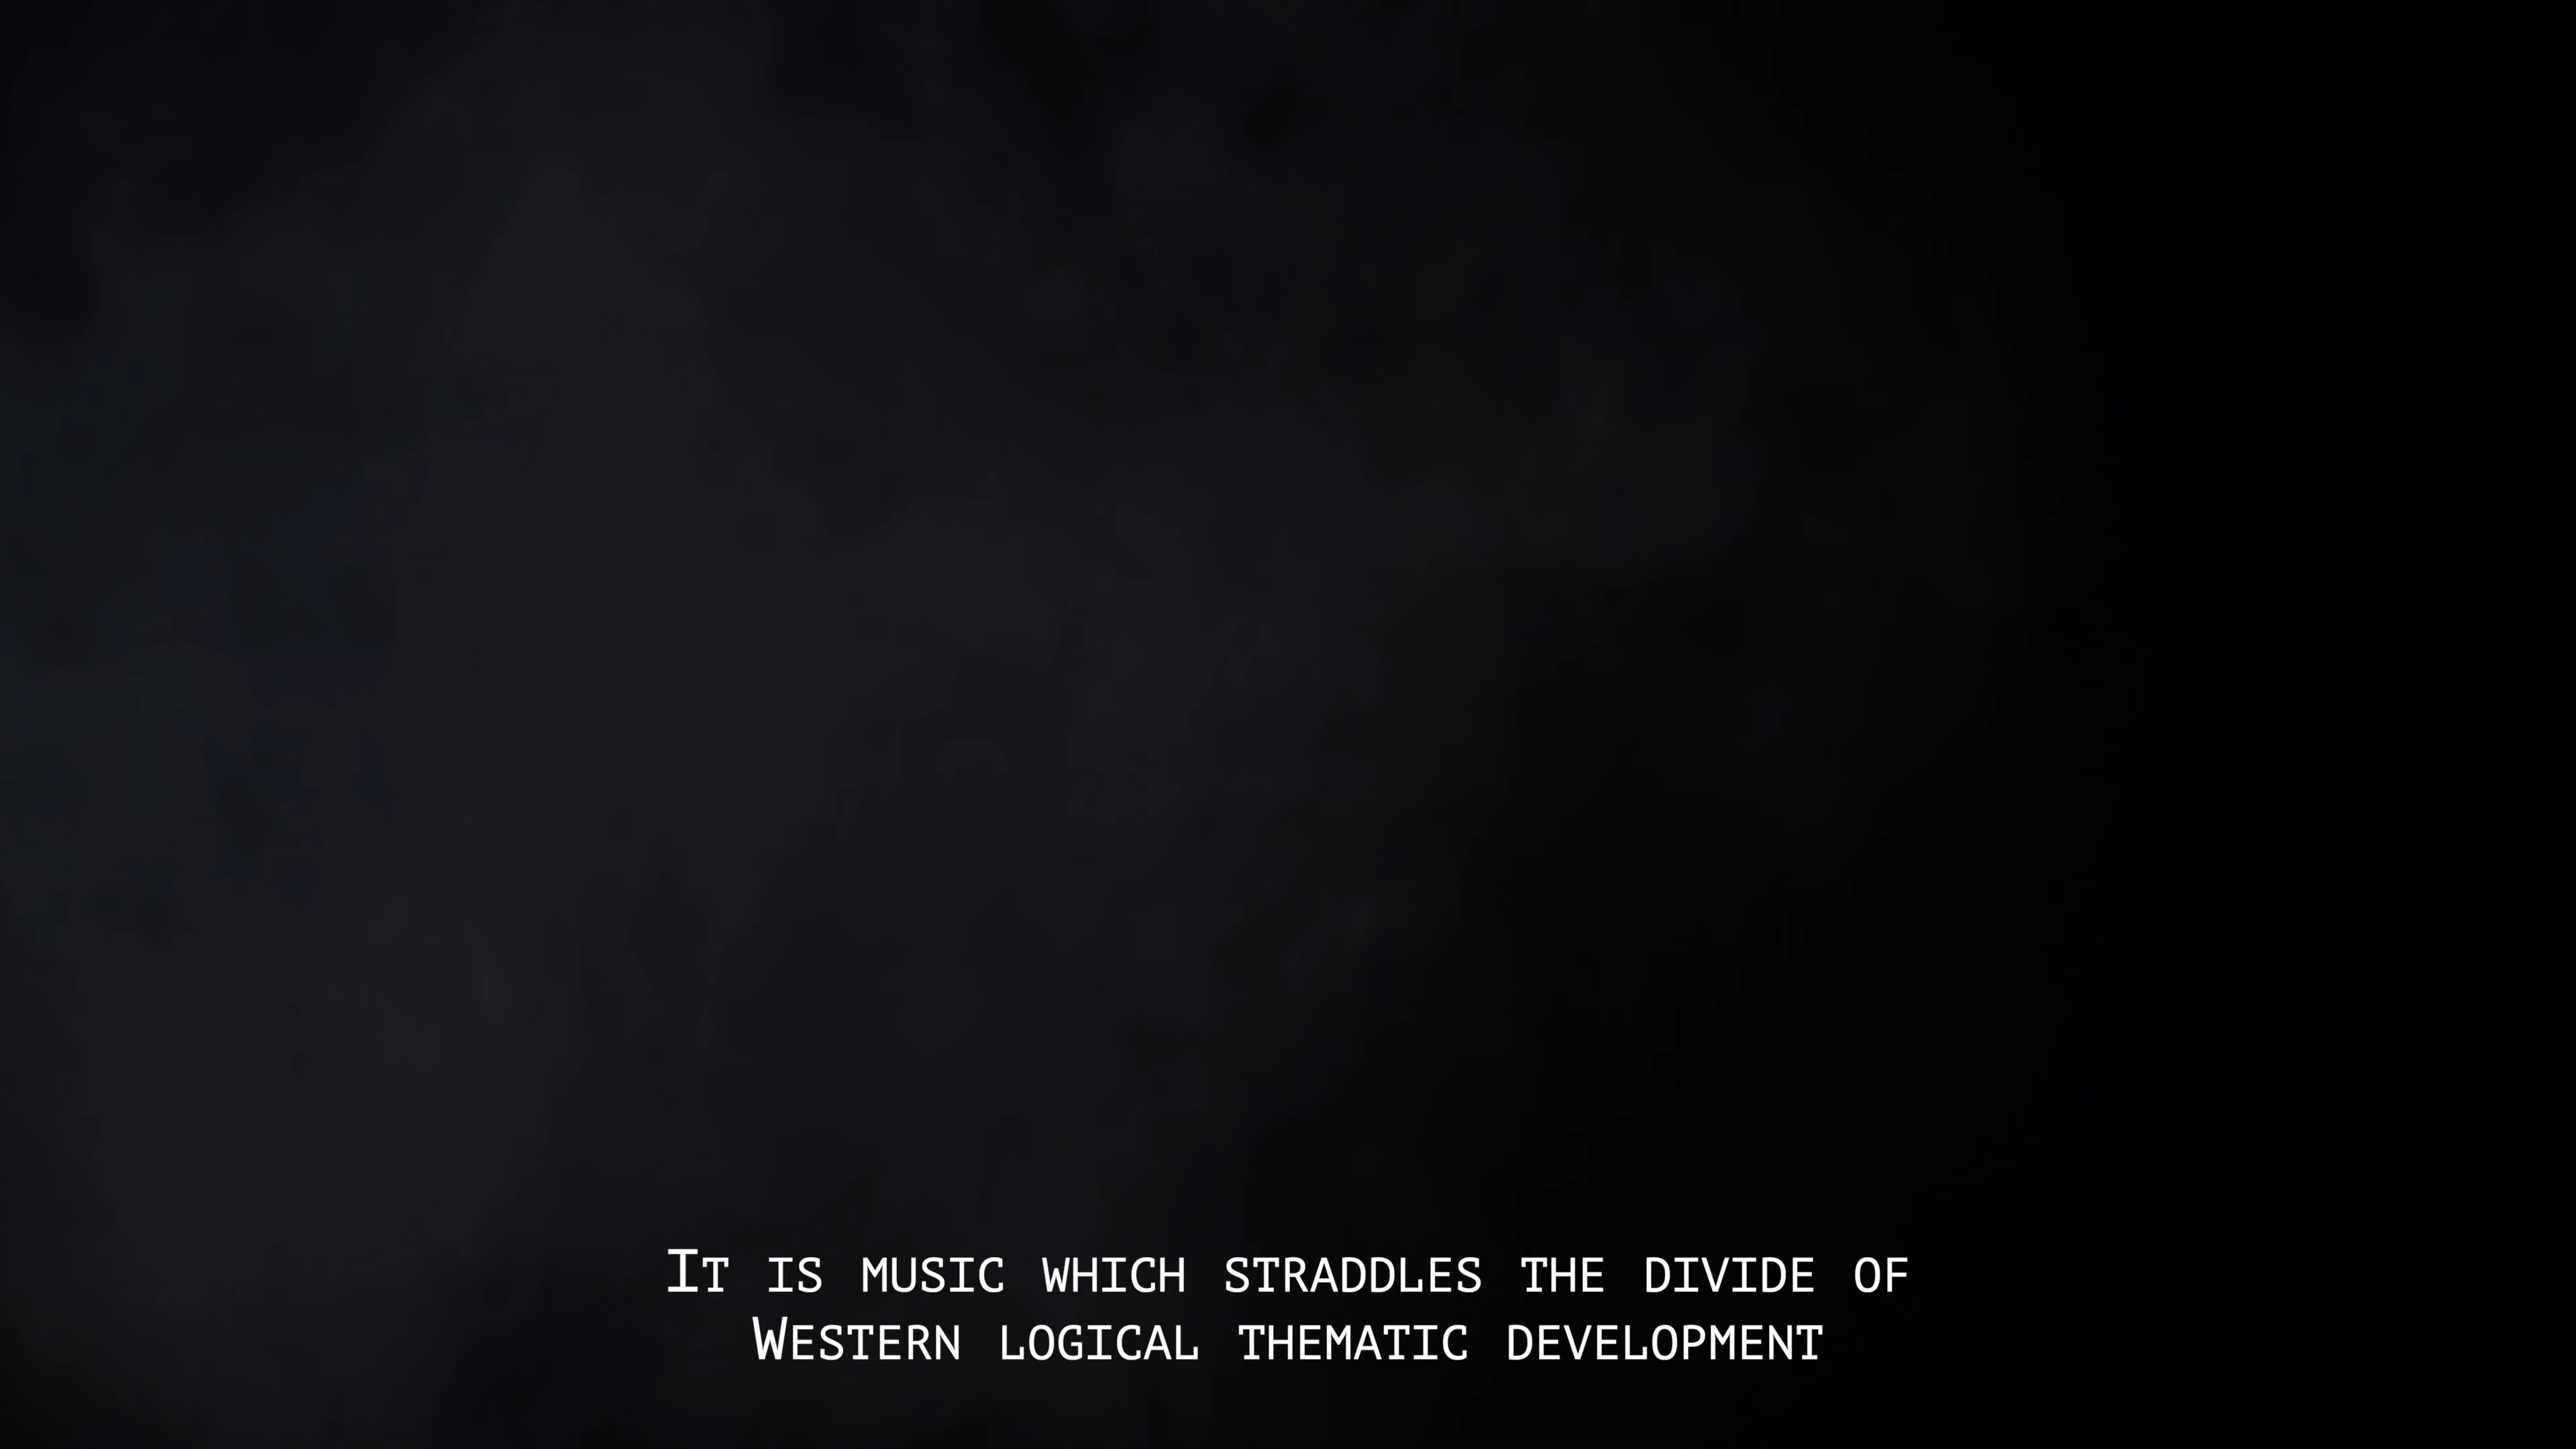 It is music which straddles the divide of
Western logical thematic development